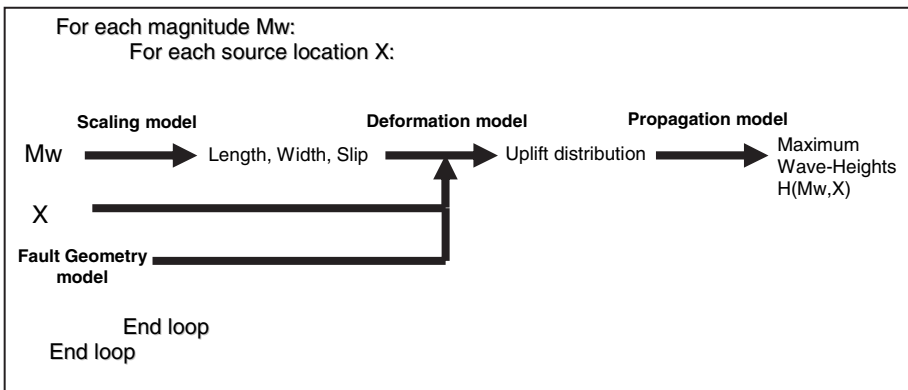 For each magnitude Mw:
For each source location X:
Scaling model
Deformation model
Propagation model
Mw
Length, Width, Slip
Uplift distribution
Maximum
Wave-Heights
H(Mw,X)
X
Fault Geometry
model
End loop
End loop